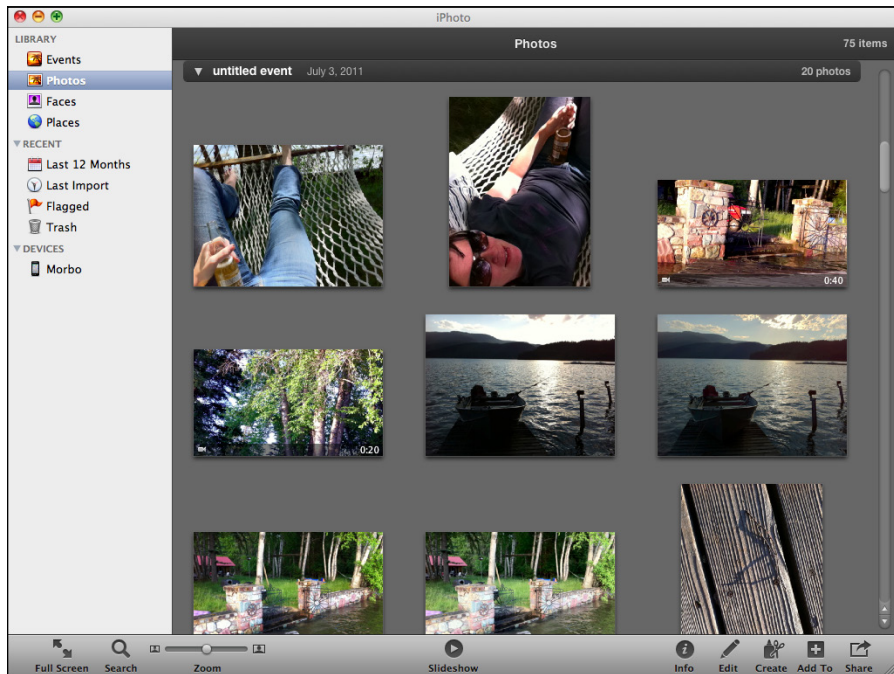 iPhoto
LIBRARY
Events
Photos
Faces
Places
RECENT
Last 12 Months
Last Import
Flagged
Trash
DEVICES
Morbo
Photos
75 items
untitled event July 3, 2011
20 photos
0:40
0:20
Full Screen
Search
Zoom
Slideshow
Info
Edit
Create
Add To
Share